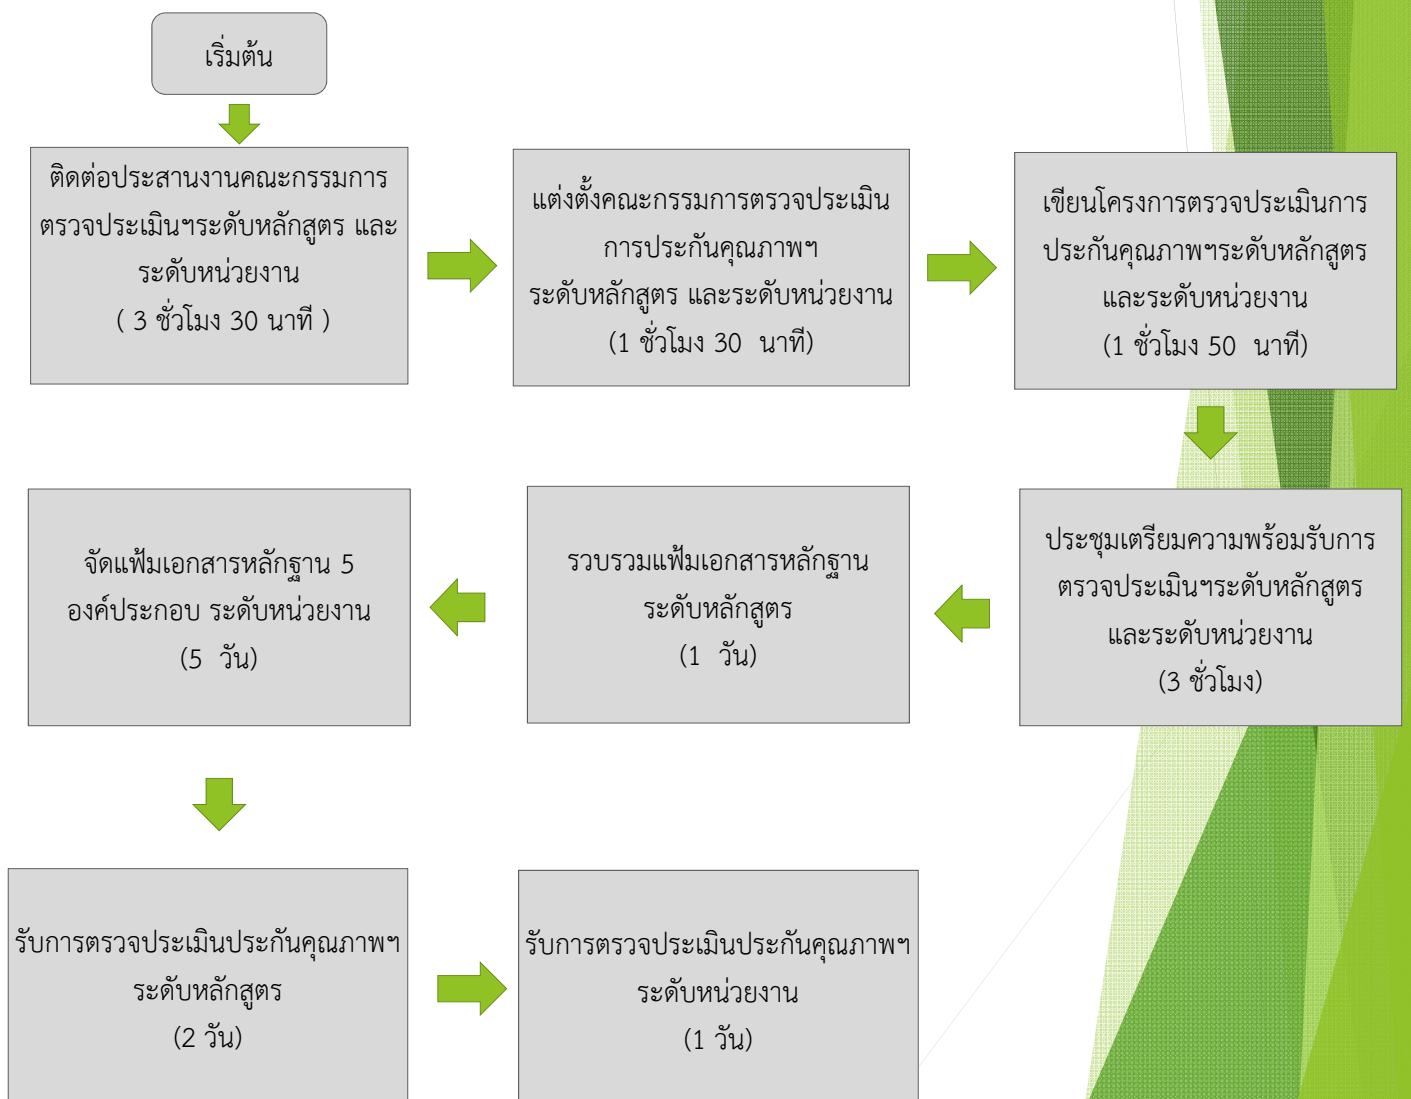 เริ่มต้น
ติดต่อประสานงานคณะกรรมการ
ตรวจประเมินฯระดับหลักสูตร และ
ระดับหน่วยงาน
( 3 ชั่วโมง 30 นาที )
แต่งตั้งคณะกรรมการตรวจประเมิน
การประกันคุณภาพฯ
ระดับหลักสูตร และระดับหน่วยงาน
(1 ชั่วโมง 30 นาที)
เขียนโครงการตรวจประเมินการ
ประกันคุณภาพฯระดับหลักสูตร
และระดับหน่วยงาน
(1 ชั่วโมง 50 นาที)
ประชุมเตรียมความพร้อมรับการ
ตรวจประเมินฯระดับหลักสูตร
และระดับหน่วยงาน
(3 ชั่วโมง)
รวบรวมแฟ้มเอกสารหลักฐาน
ระดับหลักสูตร
(1 วัน)
จัดแฟ้มเอกสารหลักฐาน 5
องค์ประกอบ ระดับหน่วยงาน
(5 วัน)
รับการตรวจประเมินประกันคุณภาพฯ
ระดับหลักสูตร
(2 วัน)
รับการตรวจประเมินประกันคุณภาพฯ
ระดับหน่วยงาน
(1 วัน)